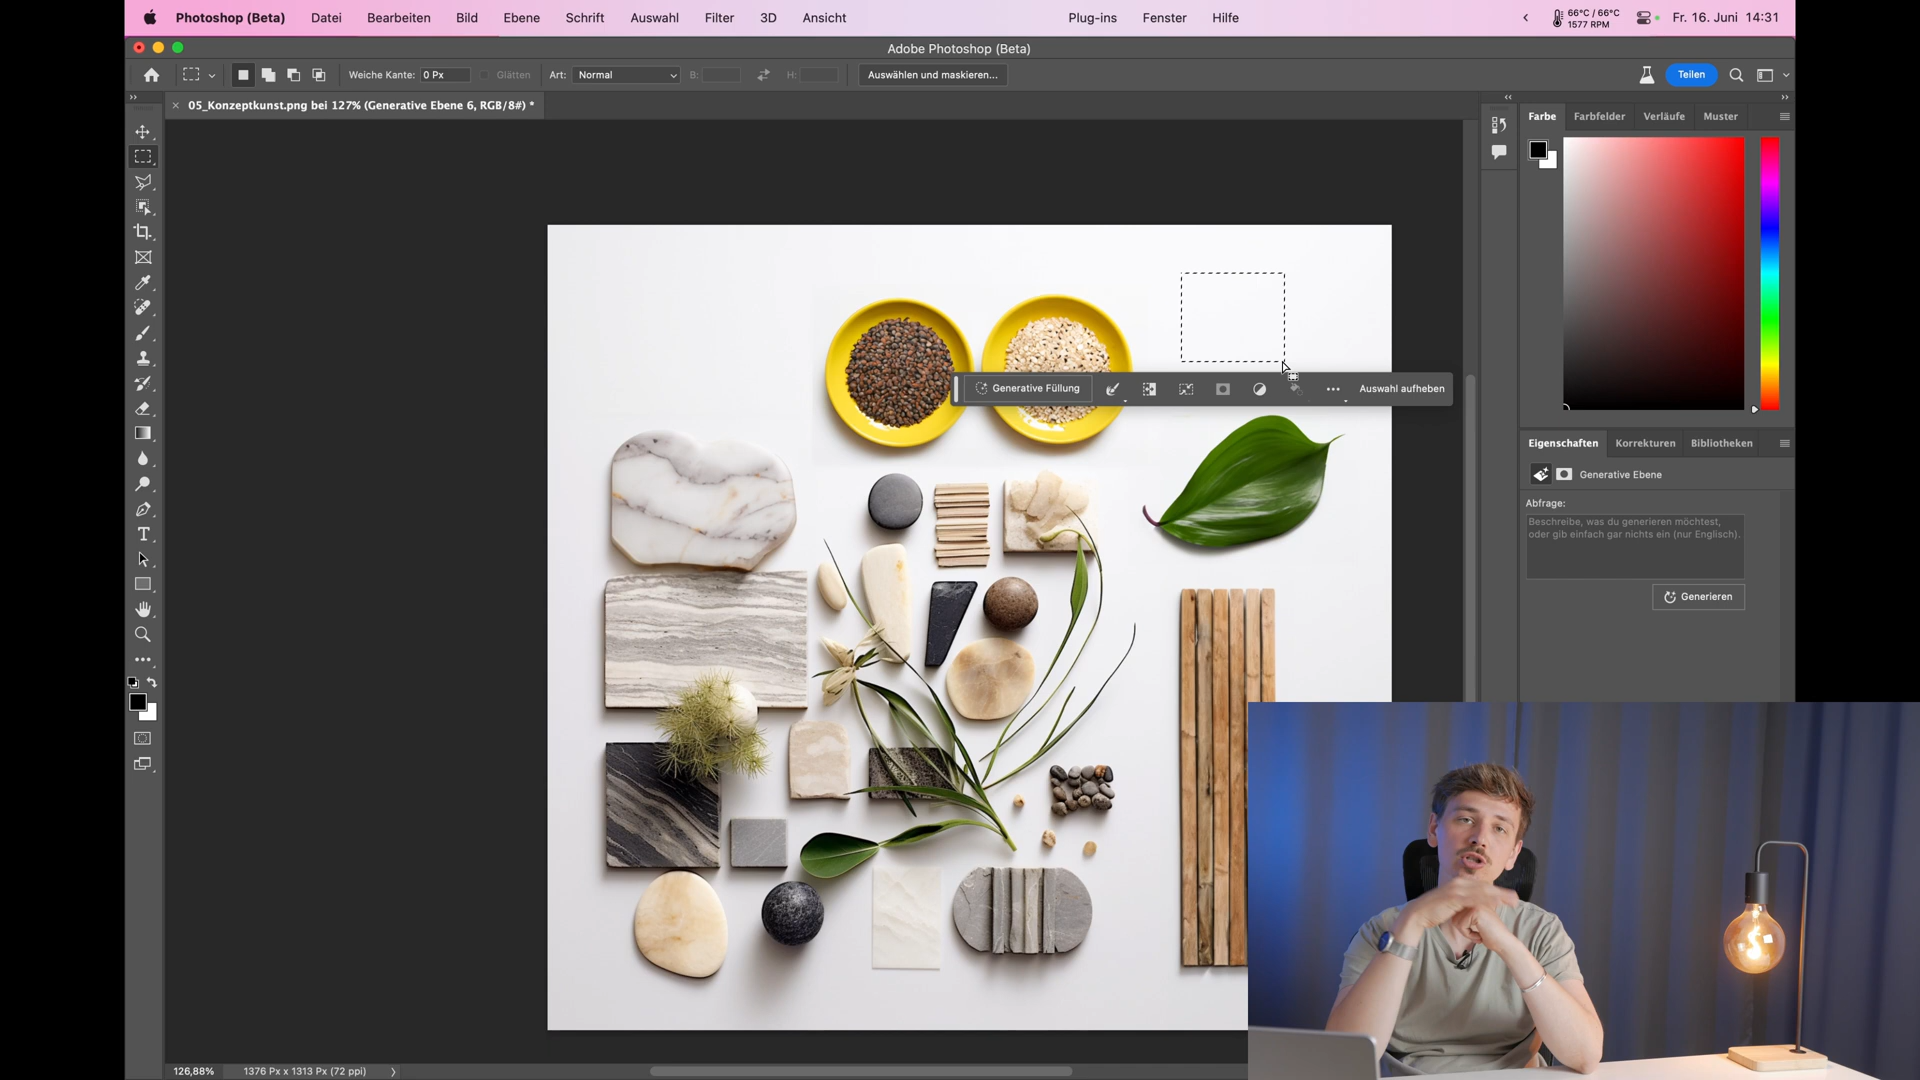 Photoshop (Beta) Datei Bearbeiten Bild Ebene Schrift Auswahl Filter 3D Ansicht Plug-ins Fenster Hilfe 66°C / 66°C Fr. 16. Juni 14:31
1577 RPM
Adobe Photoshop (Beta)
Weiche Kante: 0 Px Glätten Art: Normal B: H: Auswählen und maskieren... Teilen
05_Konzeptkunst.png bei 127% (Generative Ebene 6, RGB/8#) *
Farbe Farbfelder Verläufe Muster
Generative Füllung Auswahl aufheben
Eigenschaften Korrekturen Bibliotheken
Generative Ebene
Abfrage:
Beschreibe, was du generieren möchtest,
oder gib einfach gar nichts ein (nur Englisch).
Generieren
126,88% 1376 Px x 1313 Px (72 ppi)